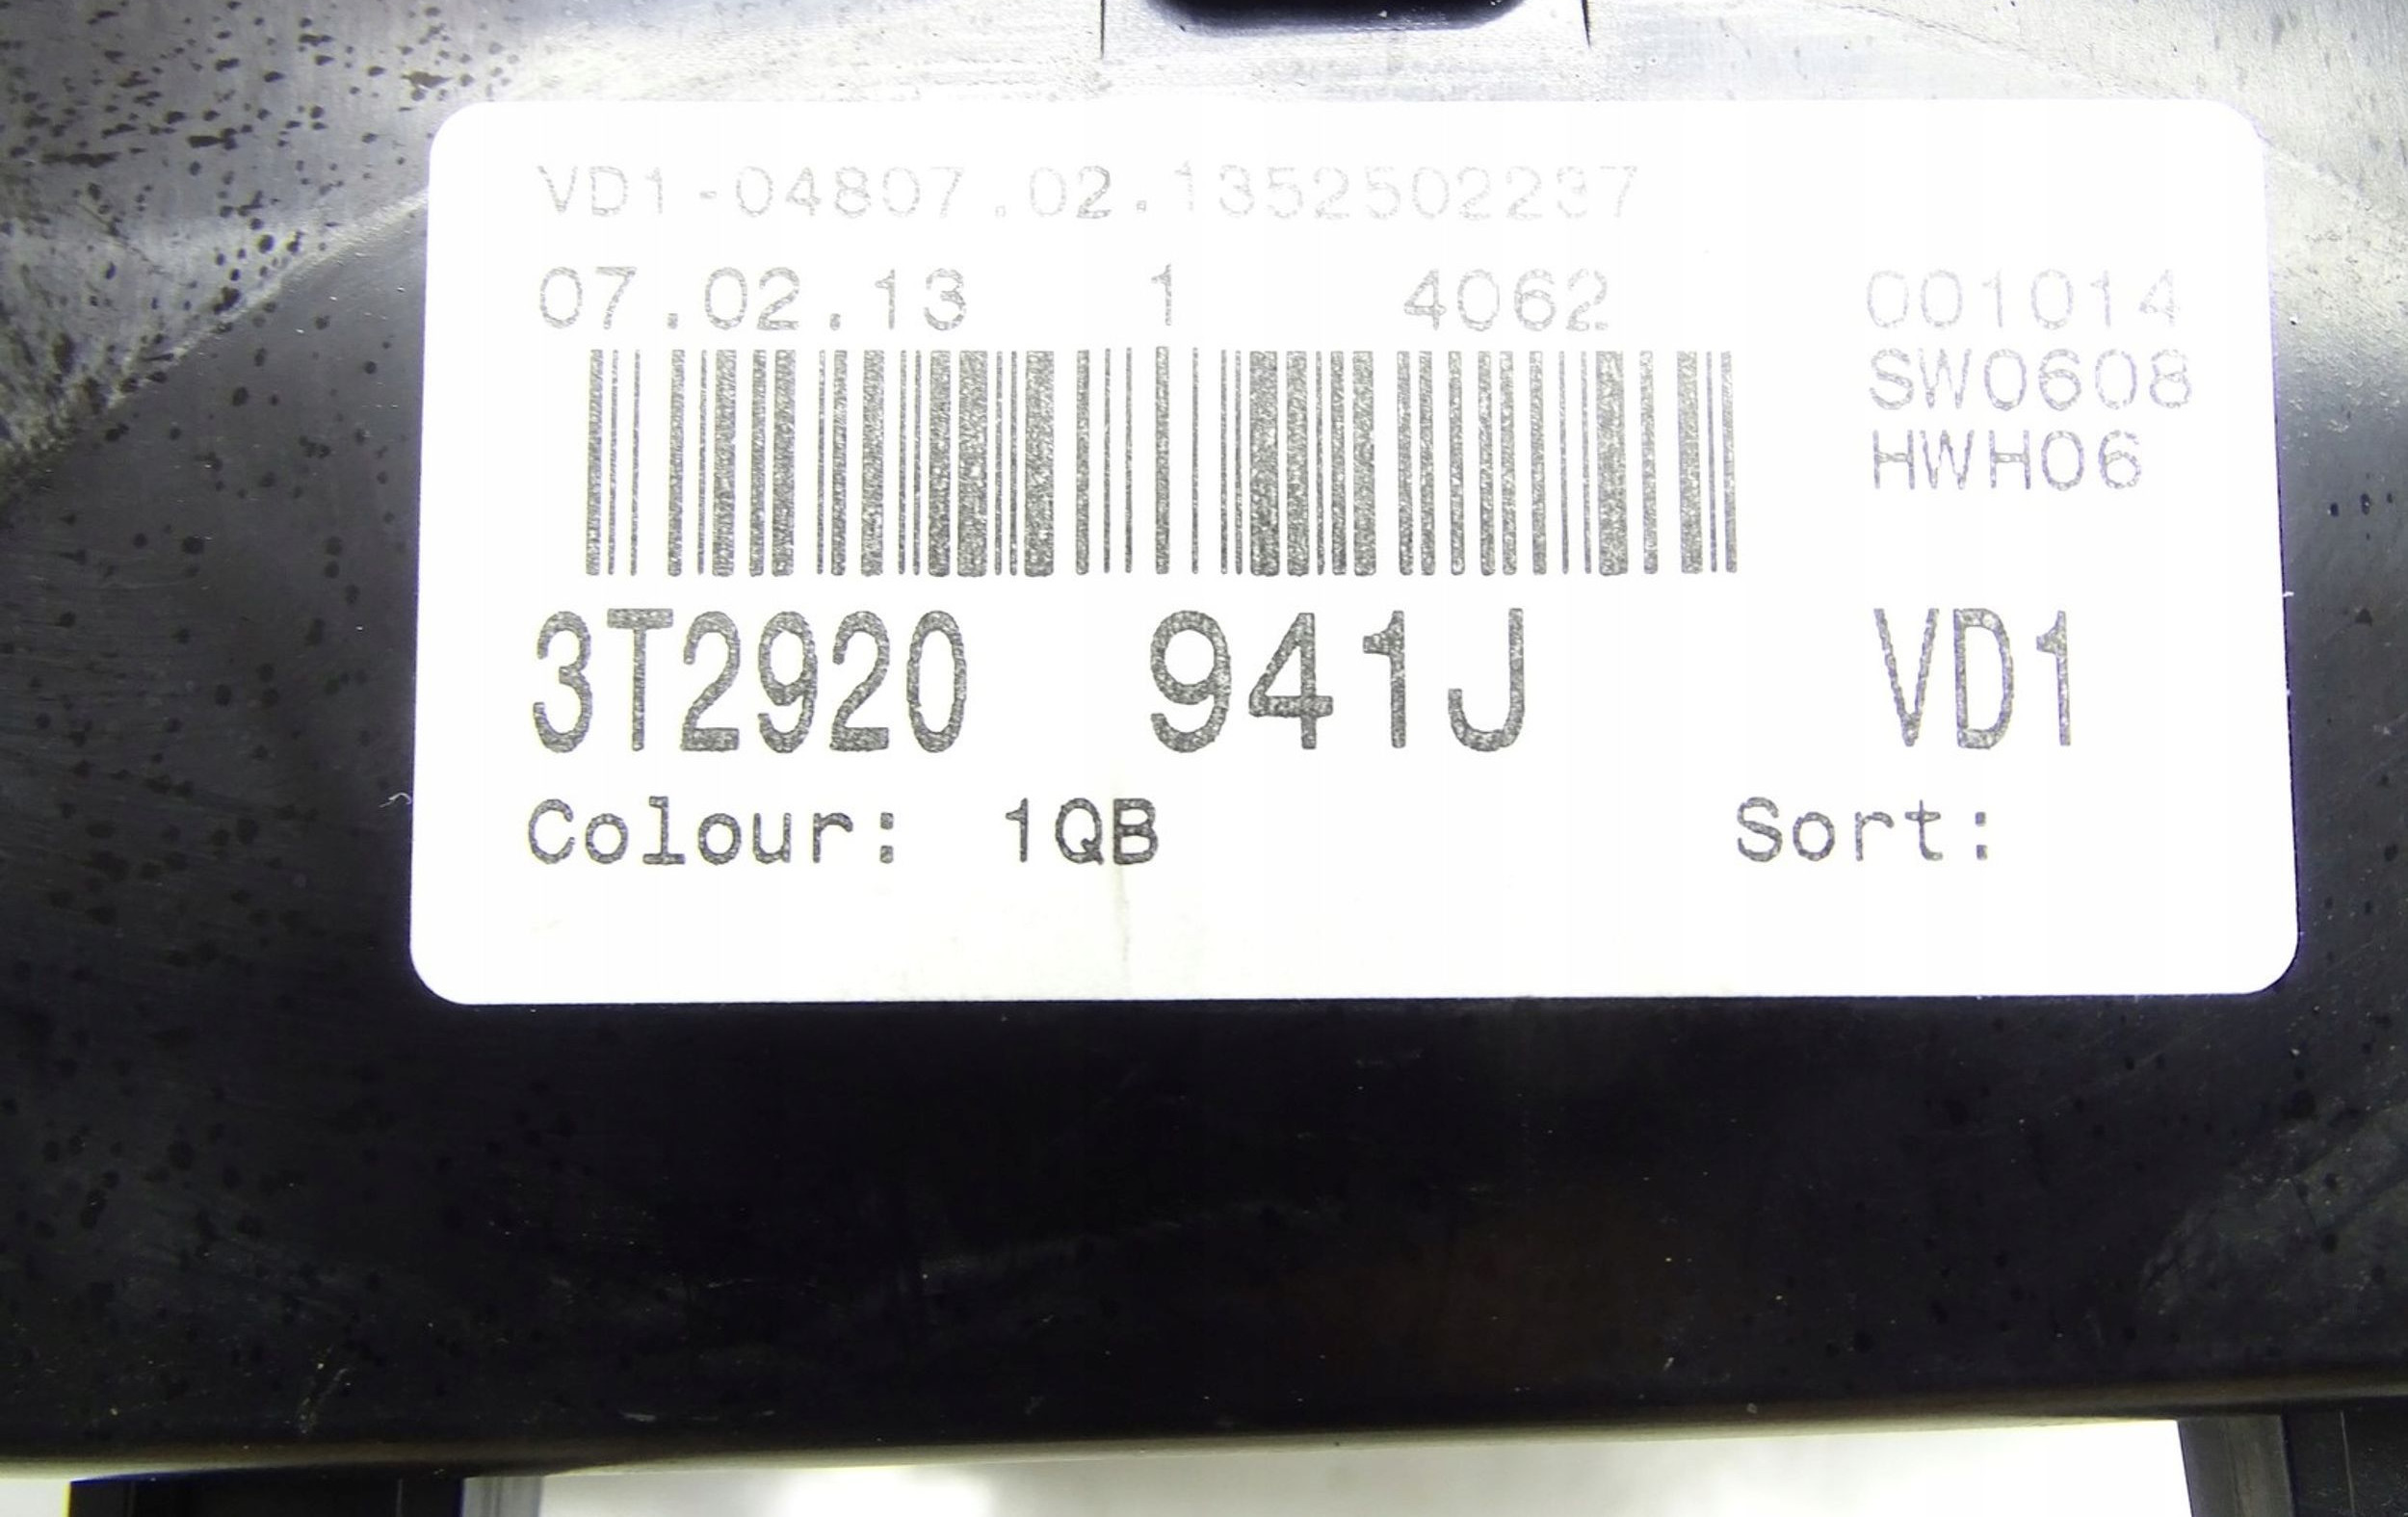 VD1-04807.02.1352502237
07.02.13 1 4062 001014
SW0608
HWH06
3T2920 941J VD1
Colour: 1QB Sort: